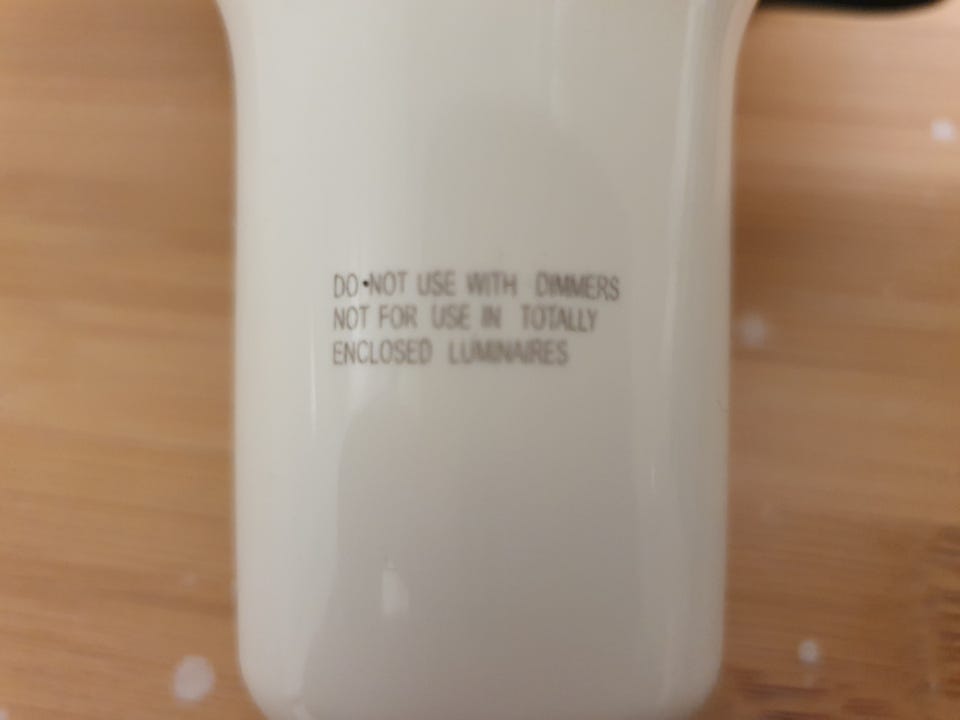 DO NOT USE WITH DIMMERS
NOT FOR USE IN TOTALLY
ENCLOSED LUMINAIRES